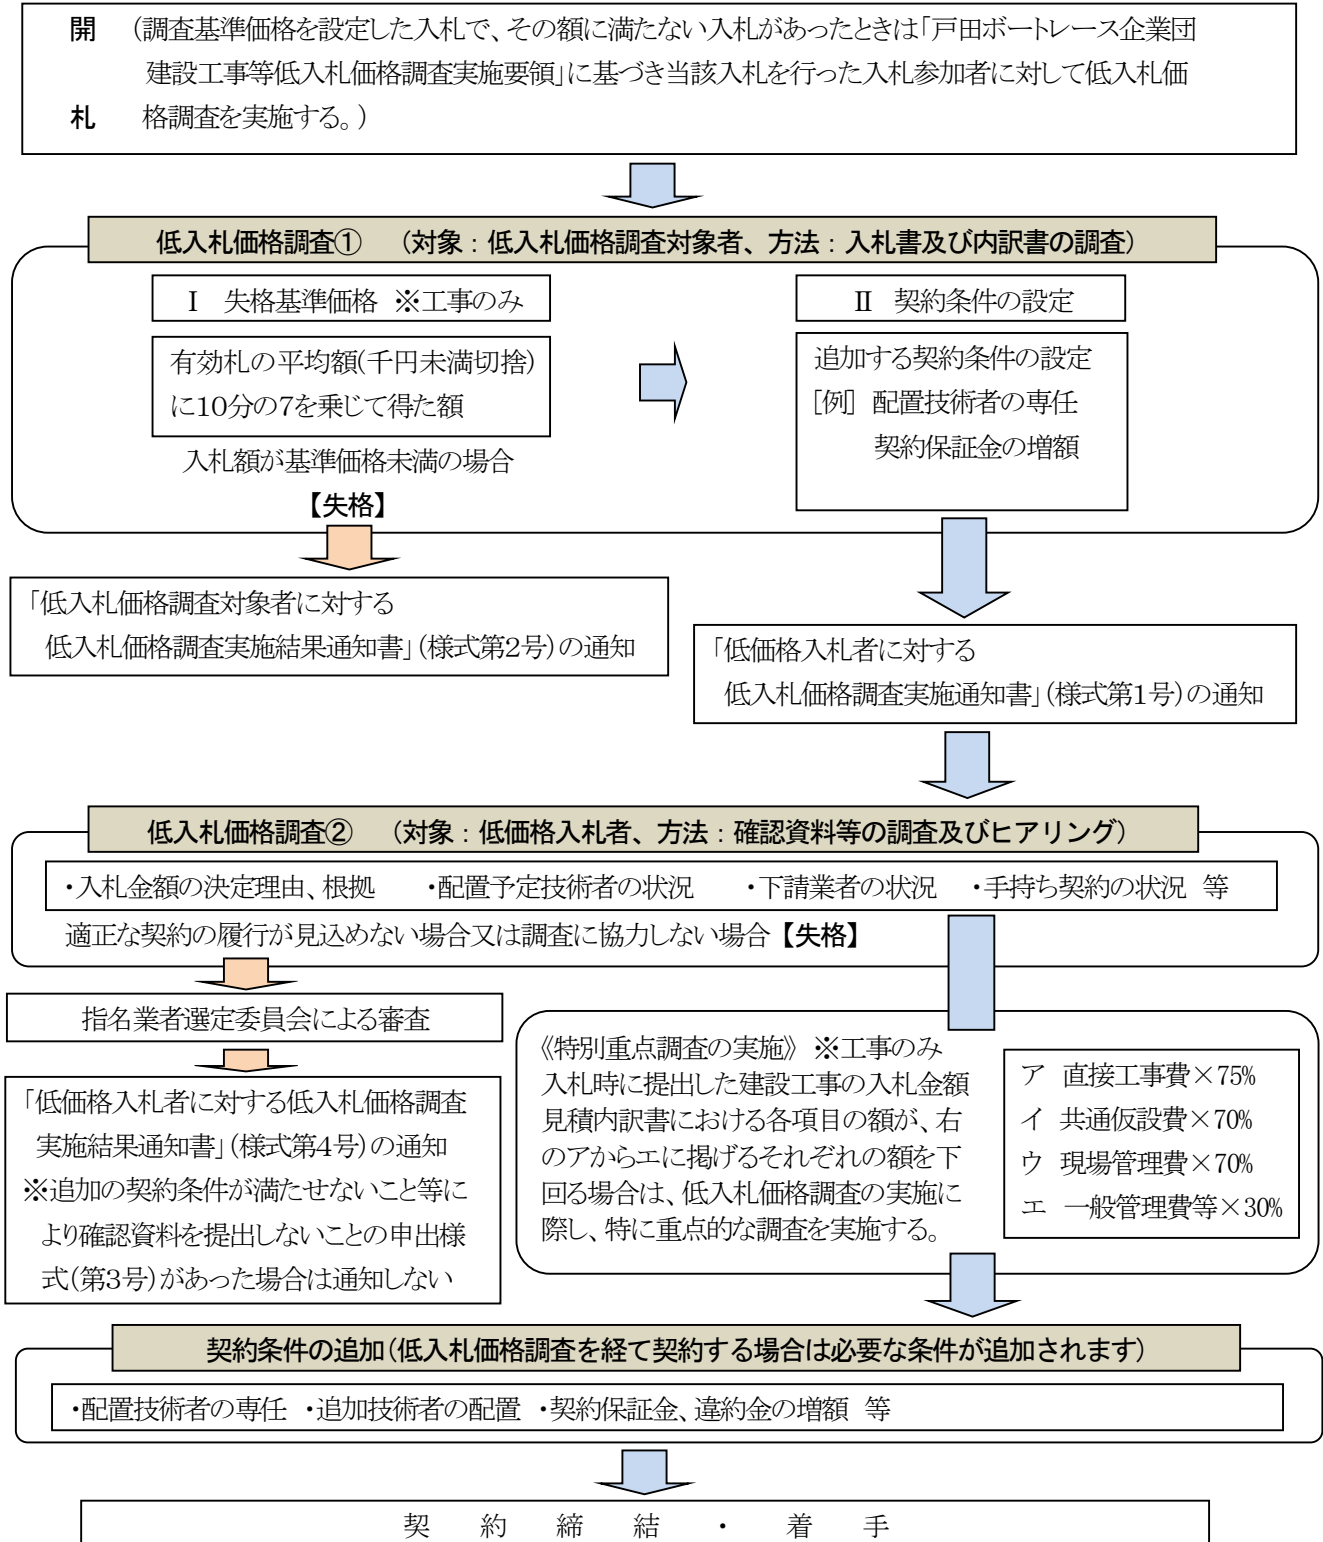 開 （調査基準価格を設定した入札で、その額に満たない入札があったときは「戸田ボートレース企業団
建設工事等低入札価格調査実施要領」に基づき当該入札を行った入札参加者に対して低入札価
札 格調査を実施する。）
低入札価格調査① （対象：低入札価格調査対象者、方法：入札書及び内訳書の調査）
Ⅰ 失格基準価格 ※工事のみ
有効札の平均額(千円未満切捨)
に10分の7を乗じて得た額
入札額が基準価格未満の場合
【失格】
Ⅱ 契約条件の設定
追加する契約条件の設定
［例］ 配置技術者の専任
契約保証金の増額
「低入札価格調査対象者に対する
低入札価格調査実施結果通知書」（様式第2号）の通知
「低価格入札者に対する
低入札価格調査実施通知書」（様式第1号）の通知
低入札価格調査② （対象：低価格入札者、方法：確認資料等の調査及びヒアリング）
・入札金額の決定理由、根拠 ・配置予定技術者の状況 ・下請業者の状況 ・手持ち契約の状況 等
適正な契約の履行が見込めない場合又は調査に協力しない場合【失格】
指名業者選定委員会による審査
「低価格入札者に対する低入札価格調査
実施結果通知書」（様式第4号）の通知
※追加の契約条件が満たせないこと等に
より確認資料を提出しないことの申出様
式（第3号）があった場合は通知しない
《特別重点調査の実施》 ※工事のみ
入札時に提出した建設工事の入札金額
見積内訳書における各項目の額が、右
のアからエに掲げるそれぞれの額を下
回る場合は、低入札価格調査の実施に
際し、特に重点的な調査を実施する。
ア 直接工事費×75%
イ 共通仮設費×70%
ウ 現場管理費×70%
エ 一般管理費等×30%
契約条件の追加（低入札価格調査を経て契約する場合は必要な条件が追加されます）
・配置技術者の専任 ・追加技術者の配置 ・契約保証金、違約金の増額 等
契 約 締 結 ・ 着 手